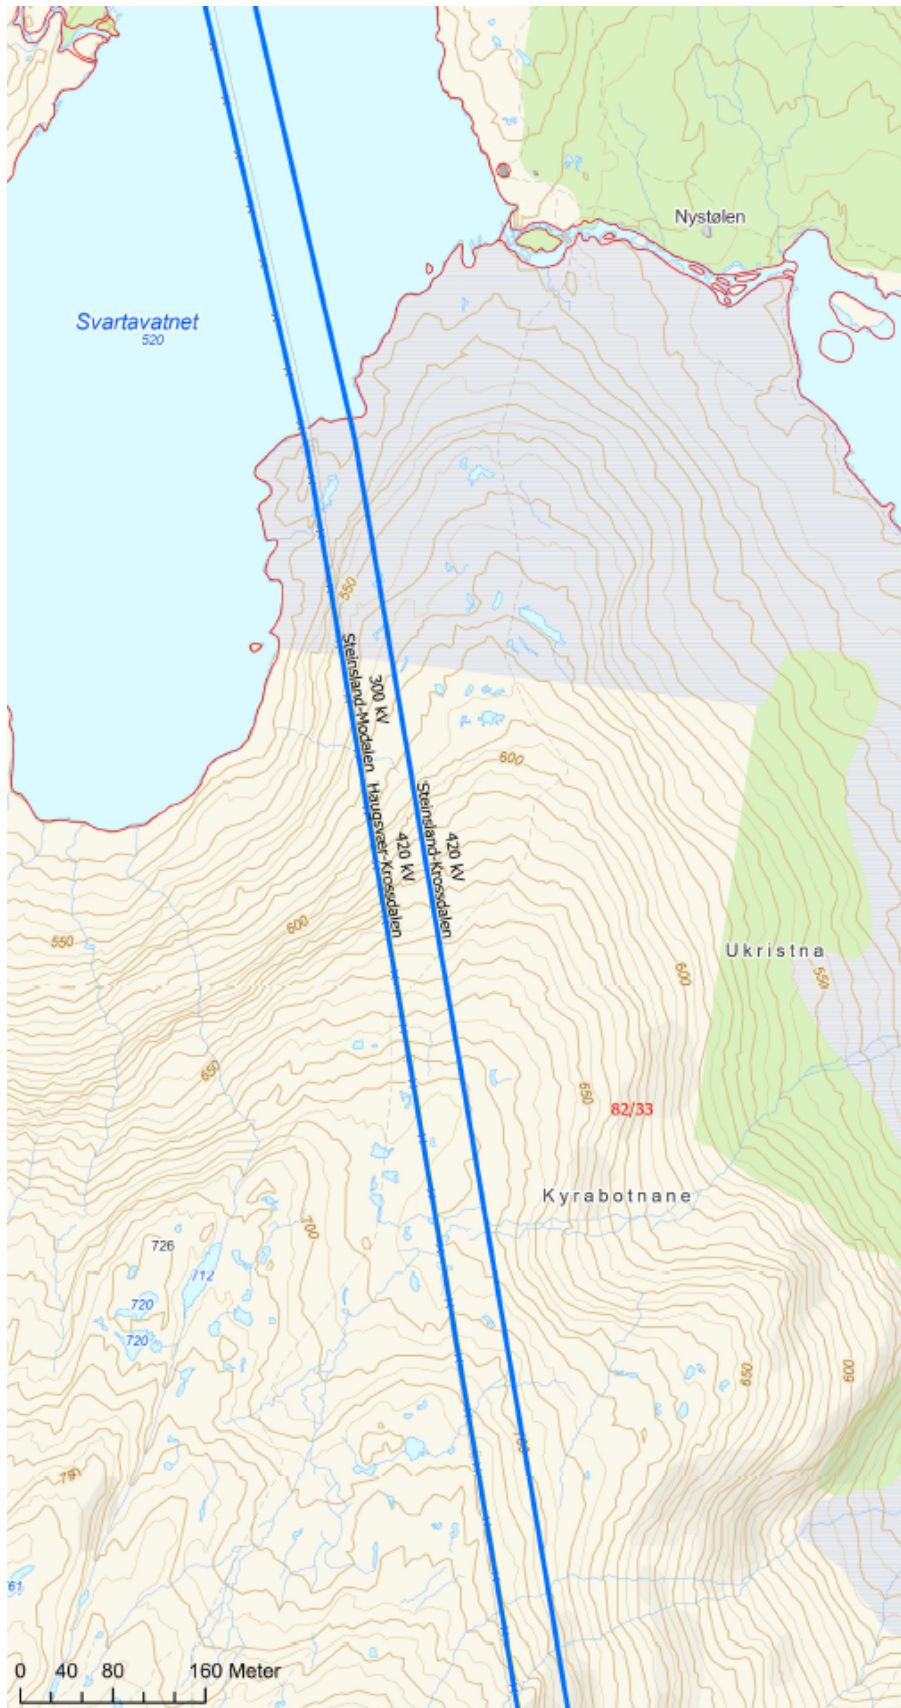 Nystølen
Svartavatnet
520
550
300 kV
Steinsland-Modalen
600
420 kV
Haugsvær-Krossdalen
420 kV
Steinsland-Krossdalen
600
550
Ukristna
600
550
650
650
82/33
Kyrabotnane
700
726
712
720
720
650
600
700
761
0 40 80 160 Meter